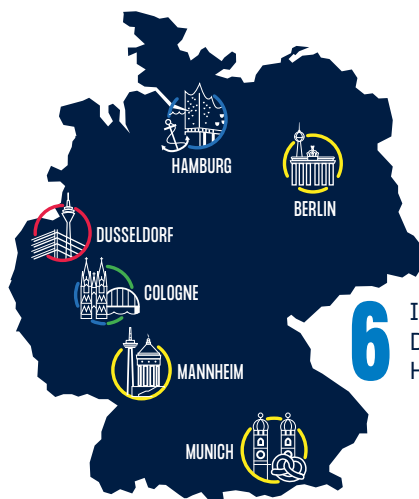 HAMBURG
BERLIN
DUSSELDORF
COLOGNE
6
MANNHEIM
MUNICH